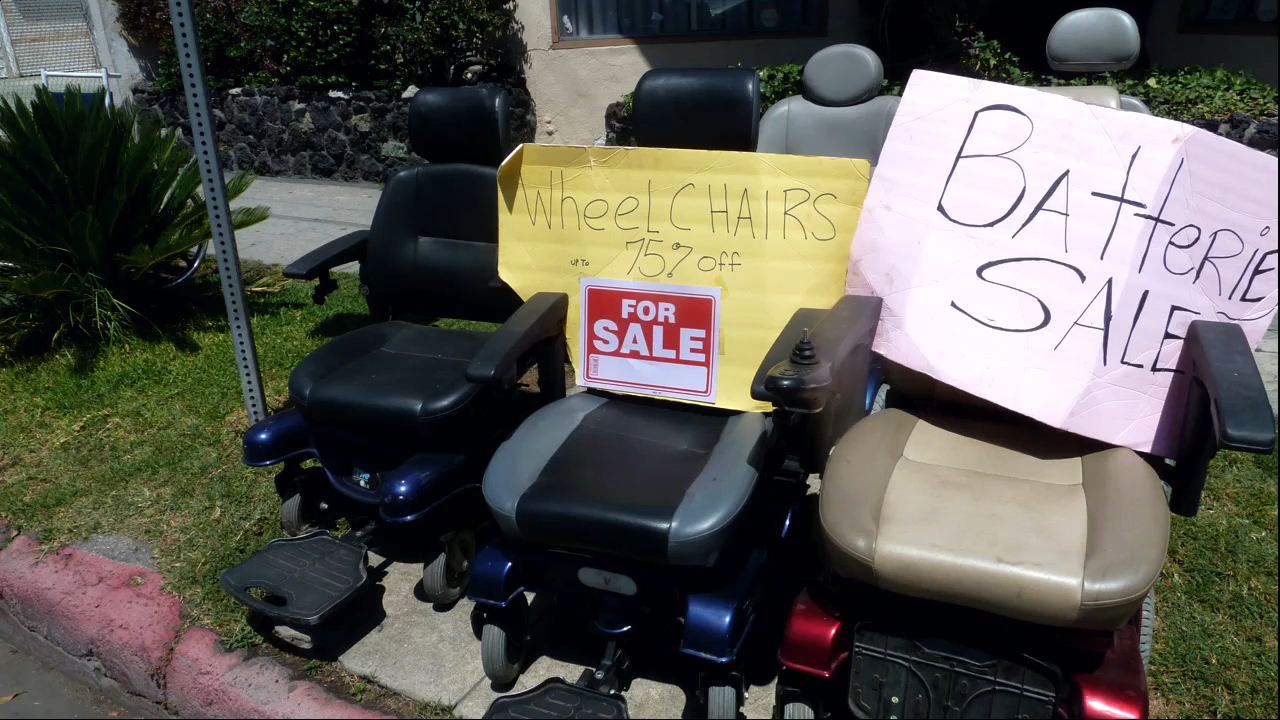 WheeLCHAIRS
UP TO 75% off
FOR
SALE
BAtteRiE
SALE